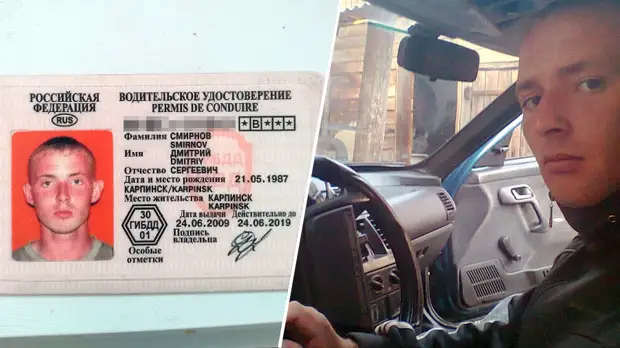 РОССИЙСКАЯ ФЕДЕРАЦИЯ
RUS
ВОДИТЕЛЬСКОЕ УДОСТОВЕРЕНИЕ
PERMIS DE CONDUIRE
*B***
Фамилия СМИРНОВ
SMIRNOV
Имя ДМИТРИЙ
DMITRIY
Отчество СЕРГЕЕВИЧ
Дата и место рождения 21.05.1987
КАРПИНСК/KARPINSK
Место жительства КАРПИНСК
KARPINSK
Дата выдачи Действительно до
24.06.2009 24.06.2019
Подпись владельца
30
ГИБДД
01
Особые отметки
ГИБДД